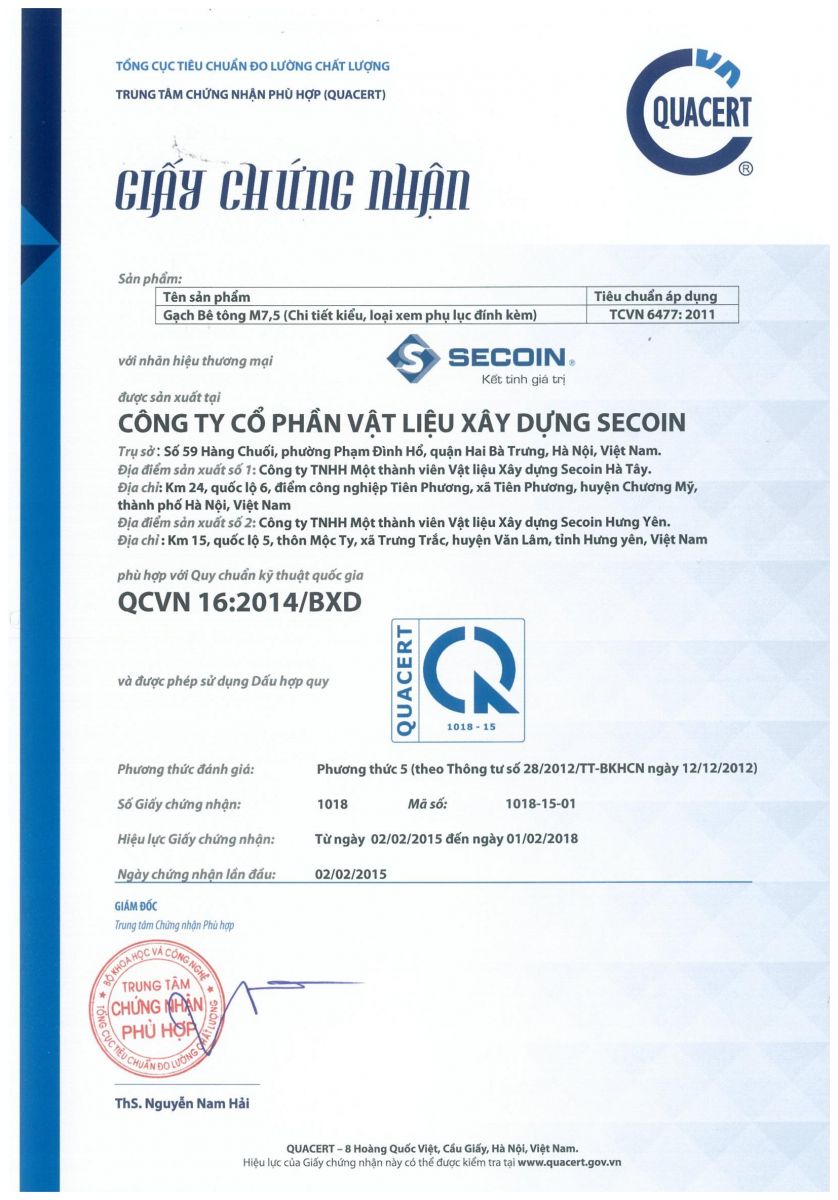 TỔNG CỤC TIÊU CHUẨN ĐO LƯỜNG CHẤT LƯỢNG
TRUNG TÂM CHỨNG NHẬN PHÙ HỢP (QUACERT)
VN
QUACERT
®
GIẤY CHỨNG NHẬN
Sản phẩm:
Tên sản phẩm Tiêu chuẩn áp dụng
Gạch Bê tông M7,5 (Chi tiết kiểu, loại xem phụ lục đính kèm) TCVN 6477: 2011
với nhãn hiệu thương mại
S SECOIN®
Kết tinh giá trị
được sản xuất tại
CÔNG TY CỔ PHẦN VẬT LIỆU XÂY DỰNG SECOIN
Trụ sở: Số 59 Hàng Chuối, phường Phạm Đình Hổ, quận Hai Bà Trưng, Hà Nội, Việt Nam.
Địa điểm sản xuất số 1: Công ty TNHH Một thành viên Vật liệu Xây dựng Secoin Hà Tây.
Địa chỉ: Km 24, quốc lộ 6, điểm công nghiệp Tiên Phương, xã Tiên Phương, huyện Chương Mỹ,
thành phố Hà Nội, Việt Nam
Địa điểm sản xuất số 2: Công ty TNHH Một thành viên Vật liệu Xây dựng Secoin Hưng Yên.
Địa chỉ : Km 15, quốc lộ 5, thôn Mộc Ty, xã Trưng Trắc, huyện Văn Lâm, tỉnh Hưng yên, Việt Nam
phù hợp với Quy chuẩn kỹ thuật quốc gia
QCVN 16:2014/BXD
và được phép sử dụng Dấu hợp quy
QUACERT
1018 - 15
Phương thức đánh giá: Phương thức 5 (theo Thông tư số 28/2012/TT-BKHCN ngày 12/12/2012)
Số Giấy chứng nhận: 1018 Mã số: 1018-15-01
Hiệu lực Giấy chứng nhận: Từ ngày 02/02/2015 đến ngày 01/02/2018
Ngày chứng nhận lần đầu: 02/02/2015
GIÁM ĐỐC
Trung tâm Chứng nhận Phù hợp
BỘ KHOA HỌC VÀ CÔNG NGHỆ
TRUNG TÂM
CHỨNG NHẬN
PHÙ HỢP
TỔNG CỤC TIÊU CHUẨN ĐO LƯỜNG CHẤT LƯỢNG
ThS. Nguyễn Nam Hải
QUACERT – 8 Hoàng Quốc Việt, Cầu Giấy, Hà Nội, Việt Nam.
Hiệu lực của Giấy chứng nhận này có thể được kiểm tra tại www.quacert.gov.vn